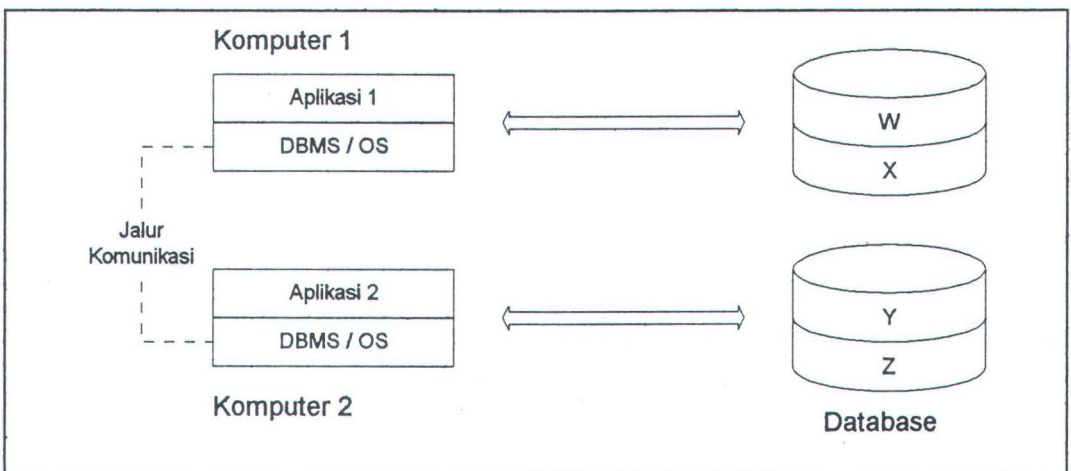 Komputer 1
Aplikasi 1
DBMS / OS
W
X
Jalur
Komunikasi
Aplikasi 2
DBMS / OS
Y
Z
Komputer 2
Database